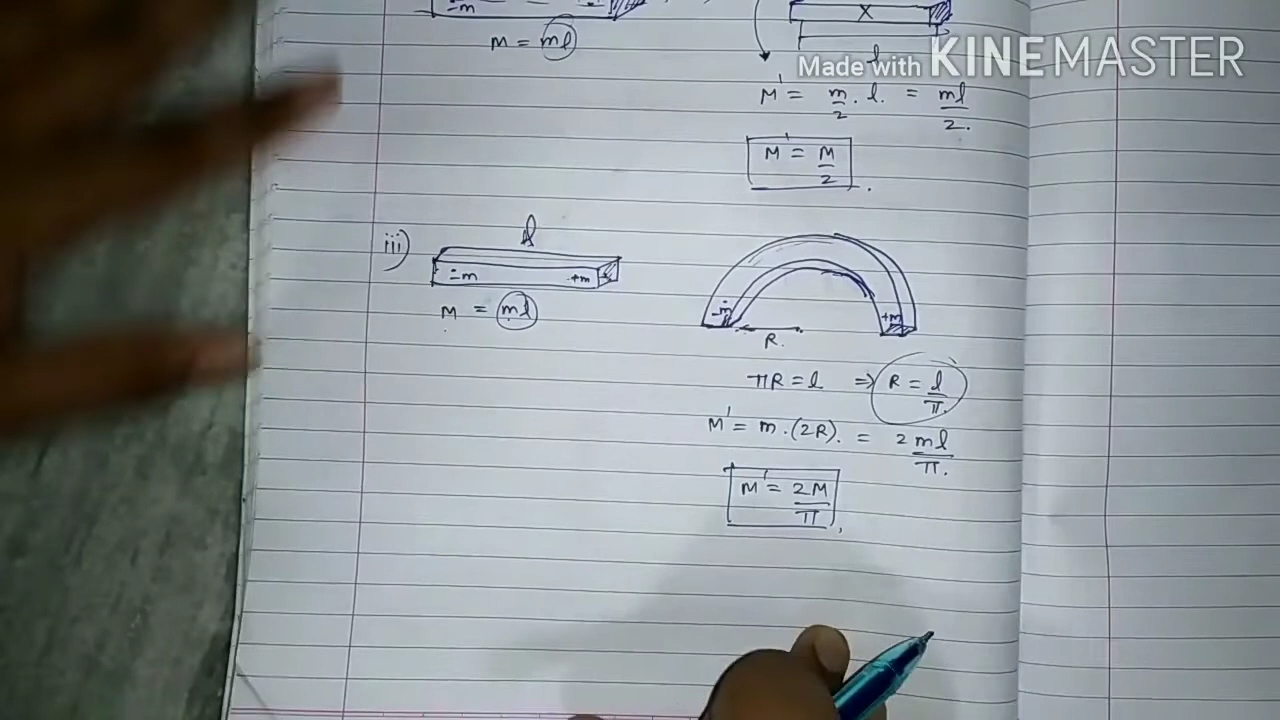 -m
M = ml
X
l
Made with KINEMASTER
M' = m/2 . l. = ml/2.
M' = M/2.
iii)
l
-m +m
M = ml
-m +m
R.
πR = l ⇒ R = l/π.
M' = m.(2R). = 2ml/π.
M' = 2M/π,